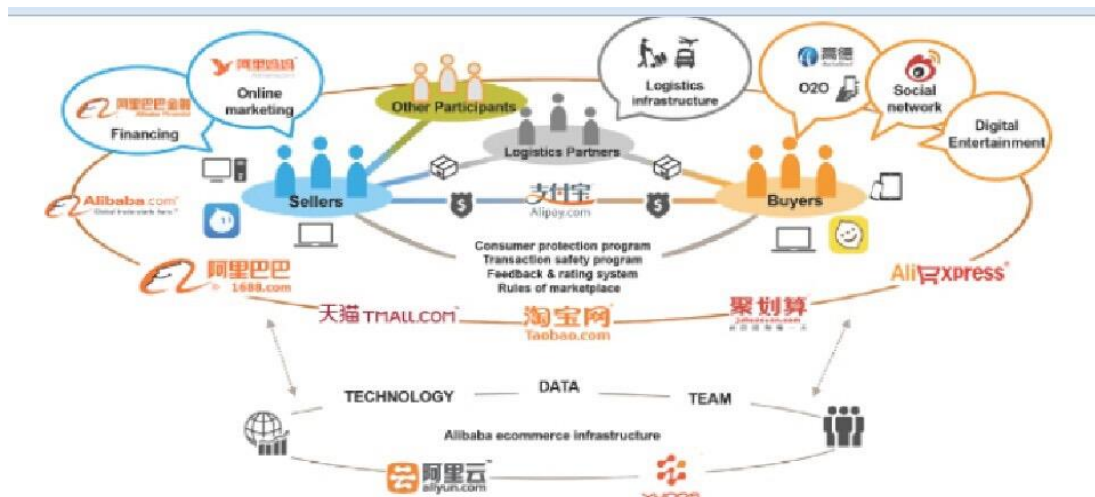 阿里妈妈
Online
marketing
阿里巴巴金融
Financing
Other Participants
Logistics
infrastructure
高德
O2O
Social
network
Digital
Entertainment
Logistics Partners
Alibaba.com
Sellers
支付宝
Alipay.com
Buyers
Consumer protection program
Transaction safety program
Feedback & rating system
Rules of marketplace
阿里巴巴
1688.com
AliExpress
天猫 TMALL.COM
淘宝网
Taobao.com
聚划算
TECHNOLOGY
DATA
TEAM
Alibaba ecommerce infrastructure
阿里云
aliyun.com